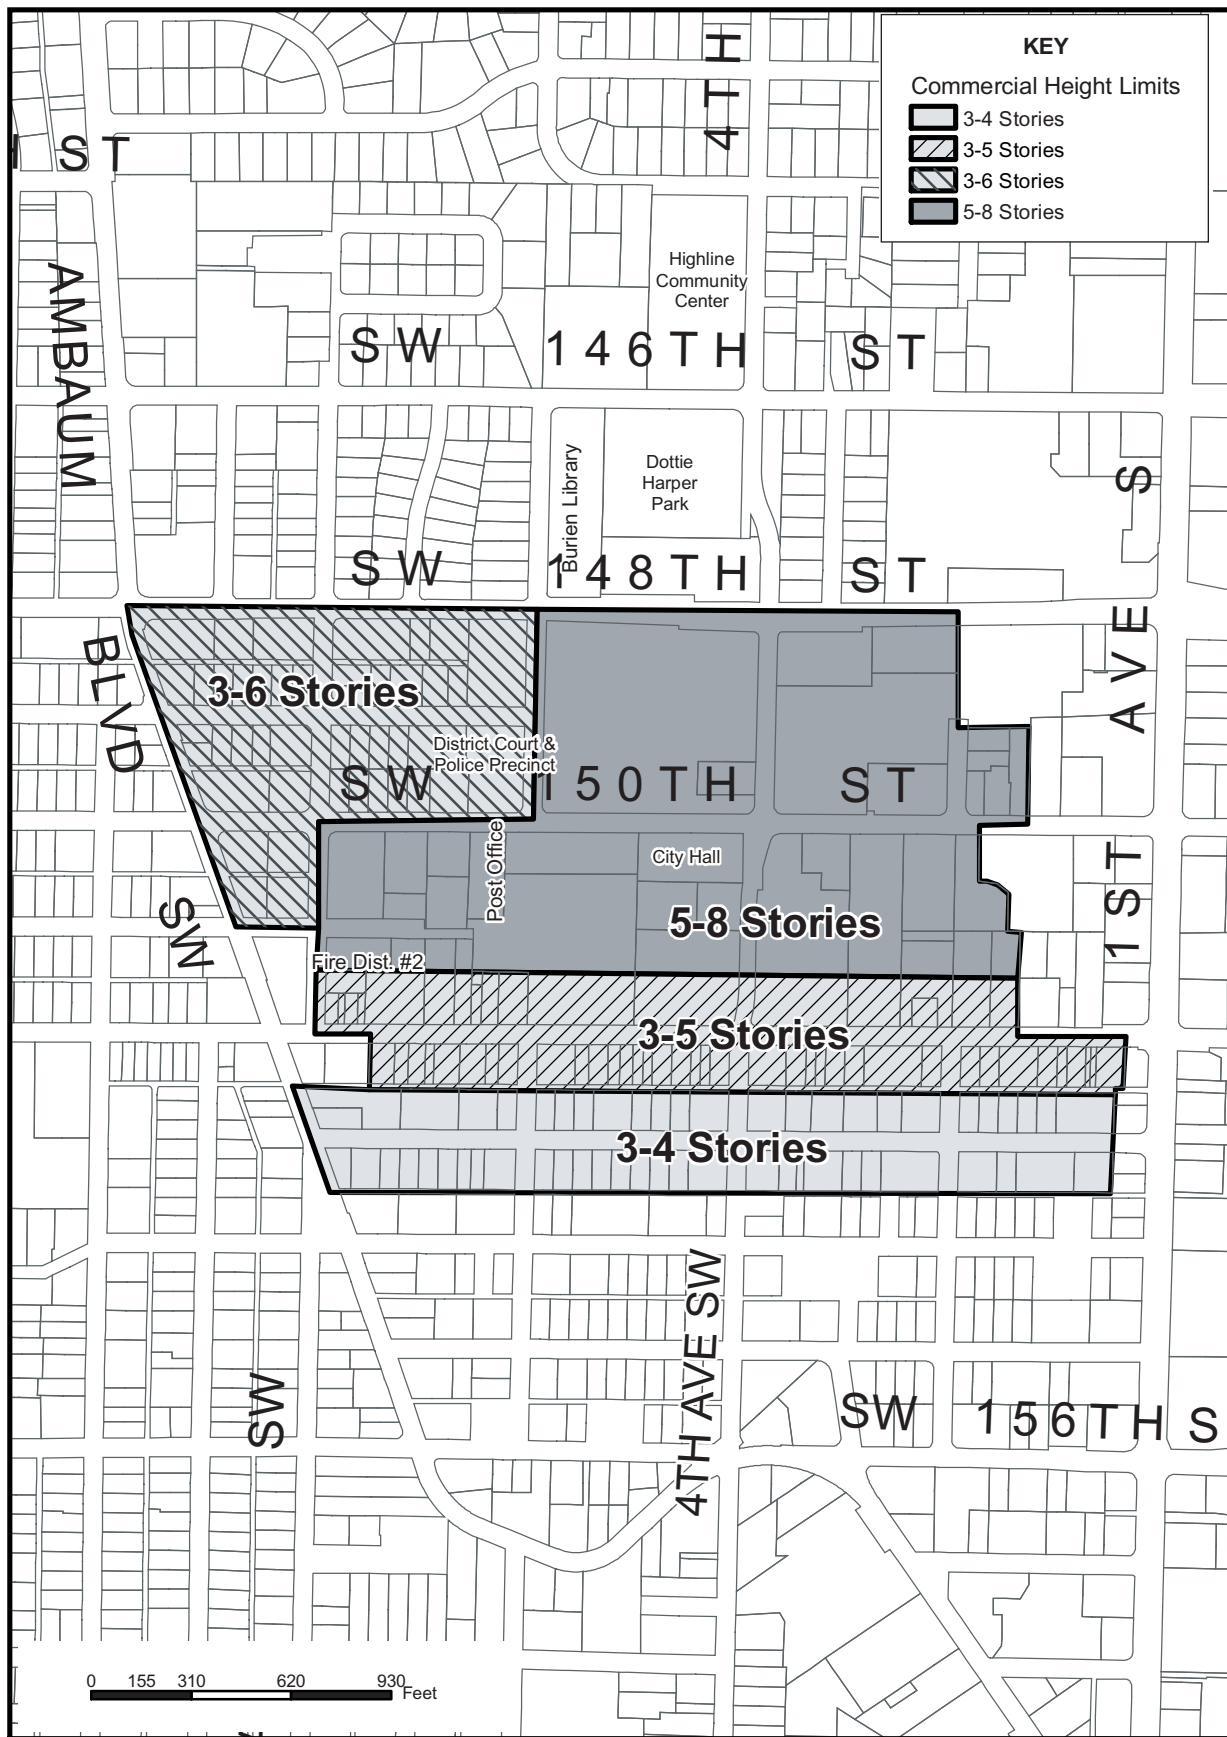 KEY
Commercial Height Limits
3-4 Stories
3-5 Stories
3-6 Stories
5-8 Stories
4TH
H ST
AMBAUM
Highline
Community
Center
SW 146TH ST
Burien Library
Dottie
Harper
Park
S
SW 148TH ST
1ST AVE
BLVD
3-6 Stories
District Court &
Police Precinct
SW 150TH ST
Post Office
City Hall
SW
5-8 Stories
Fire Dist. #2
3-5 Stories
3-4 Stories
4TH AVE SW
SW
SW 156TH S
0 155 310 620 930
Feet